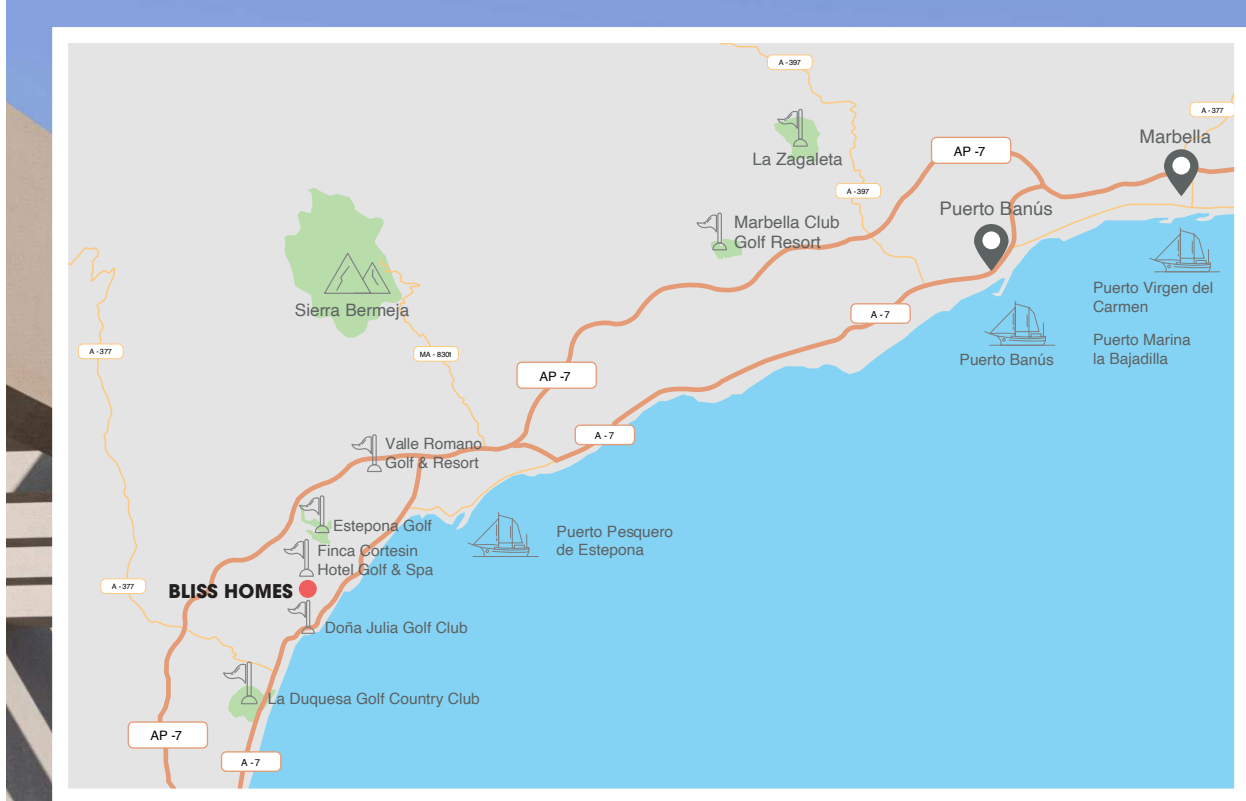 A - 397
A - 377
Marbella
La Zagaleta
AP -7
A - 397
Puerto Banús
Marbella Club
Golf Resort
Puerto Virgen del
Carmen
Sierra Bermeja
A - 7
Puerto Marina
la Bajadilla
Puerto Banús
A - 377
MA - 8301
AP -7
A - 7
Valle Romano
Golf & Resort
Estepona Golf
Puerto Pesquero
de Estepona
Finca Cortesin
Hotel Golf & Spa
A - 377
BLISS HOMES
Doña Julia Golf Club
La Duquesa Golf Country Club
AP -7
A - 7